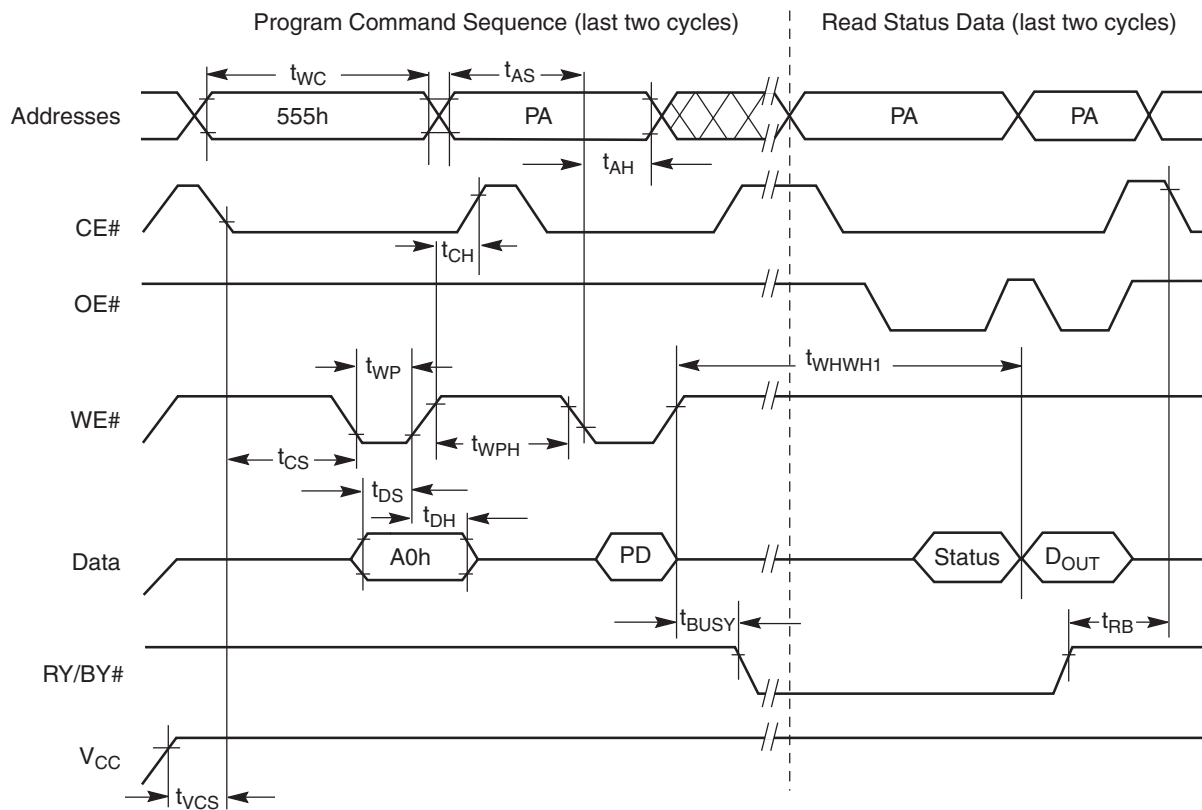 Program Command Sequence (last two cycles) Read Status Data (last two cycles)
tWC tAS
Addresses 555h PA PA PA
tAH
CE#
tCH
OE#
tWP tWHWH1
WE#
tCS tWPH
tDS
tDH
Data A0h PD Status DOUT
tBUSY tRB
RY/BY#
VCC
tVCS